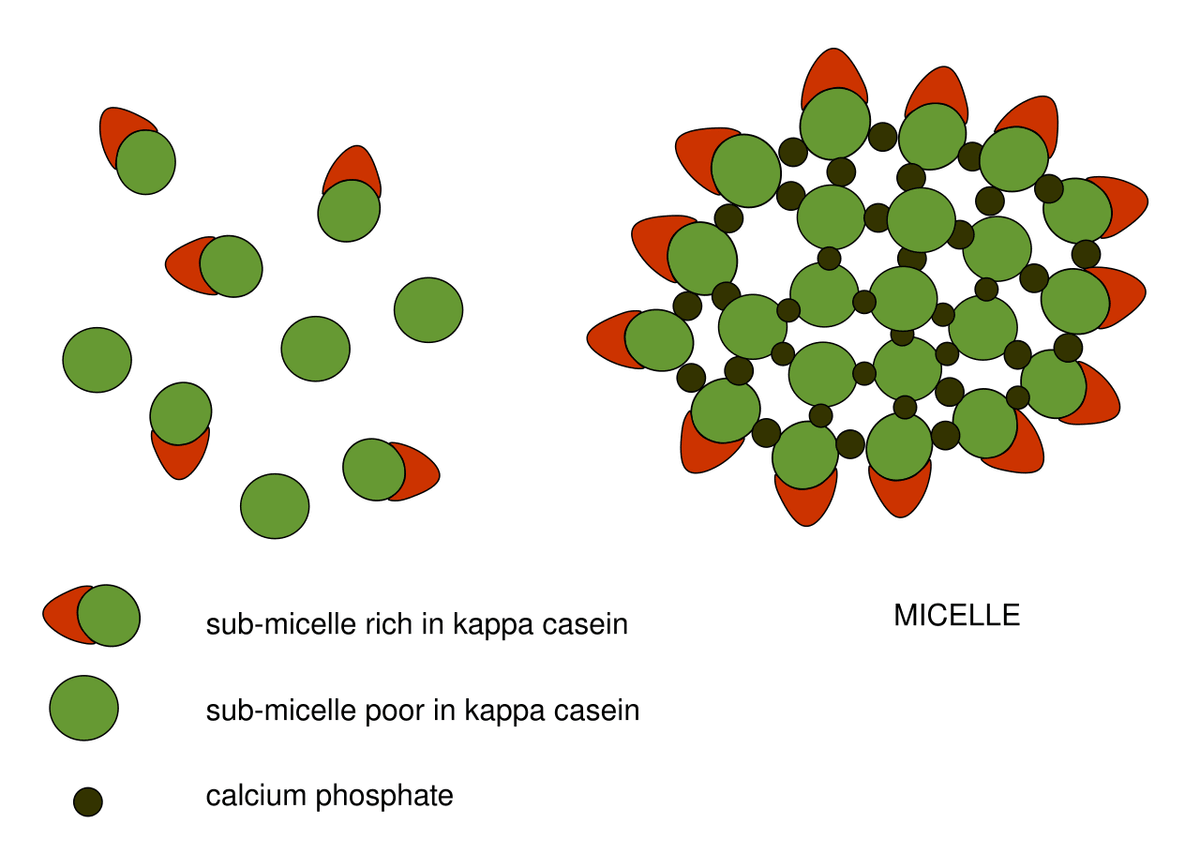 MICELLE
sub-micelle rich in kappa casein
sub-micelle poor in kappa casein
calcium phosphate